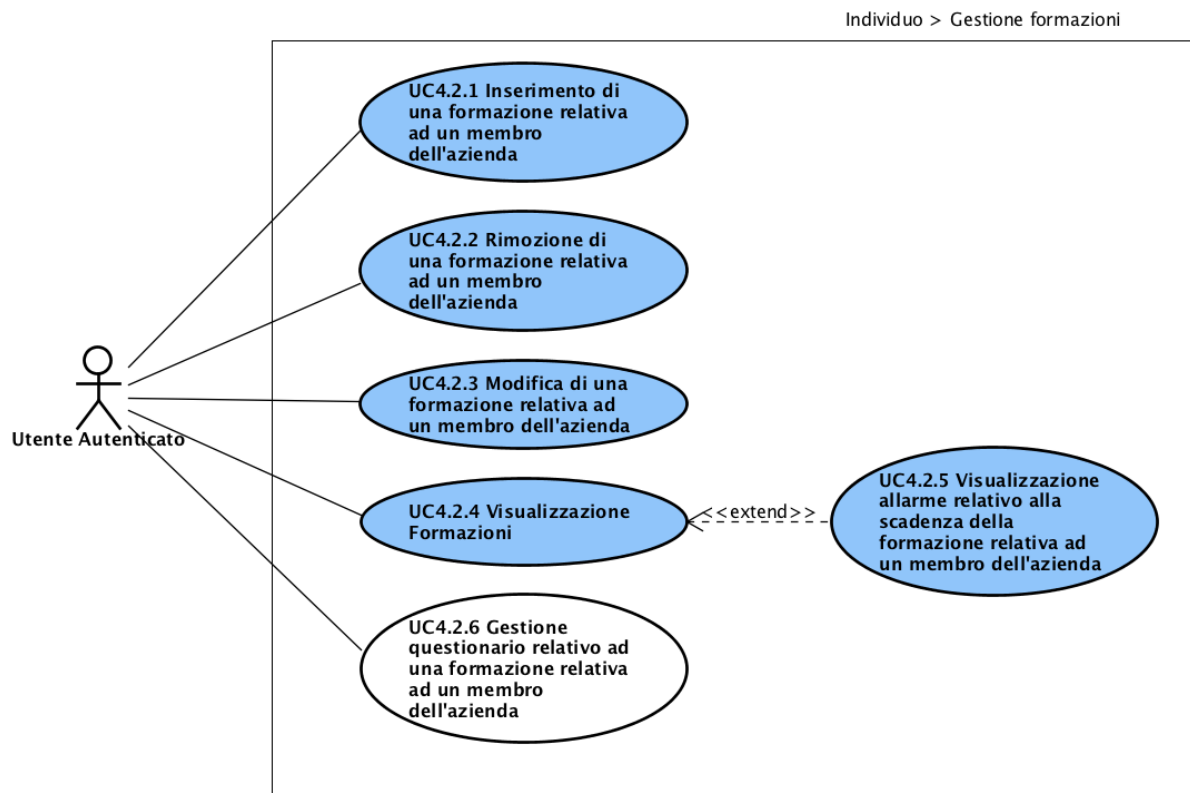 Individuo > Gestione formazioni
UC4.2.1 Inserimento di
una formazione relativa
ad un membro
dell'azienda
UC4.2.2 Rimozione di
una formazione relativa
ad un membro
dell'azienda
UC4.2.3 Modifica di una
formazione relativa ad
un membro dell'azienda
Utente Autenticato
UC4.2.4 Visualizzazione
Formazioni
<<extend>>
UC4.2.5 Visualizzazione
allarme relativo alla
scadenza della
formazione relativa ad
un membro dell'azienda
UC4.2.6 Gestione
questionario relativo ad
una formazione relativa
ad un membro
dell'azienda